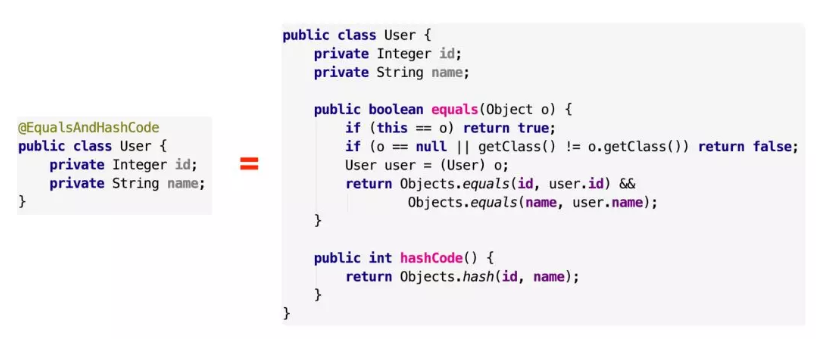 @EqualsAndHashCode
public class User {
    private Integer id;
    private String name;
}
=
public class User {
    private Integer id;
    private String name;

    public boolean equals(Object o) {
        if (this == o) return true;
        if (o == null || getClass() != o.getClass()) return false;
        User user = (User) o;
        return Objects.equals(id, user.id) &&
                Objects.equals(name, user.name);
    }

    public int hashCode() {
        return Objects.hash(id, name);
    }
}